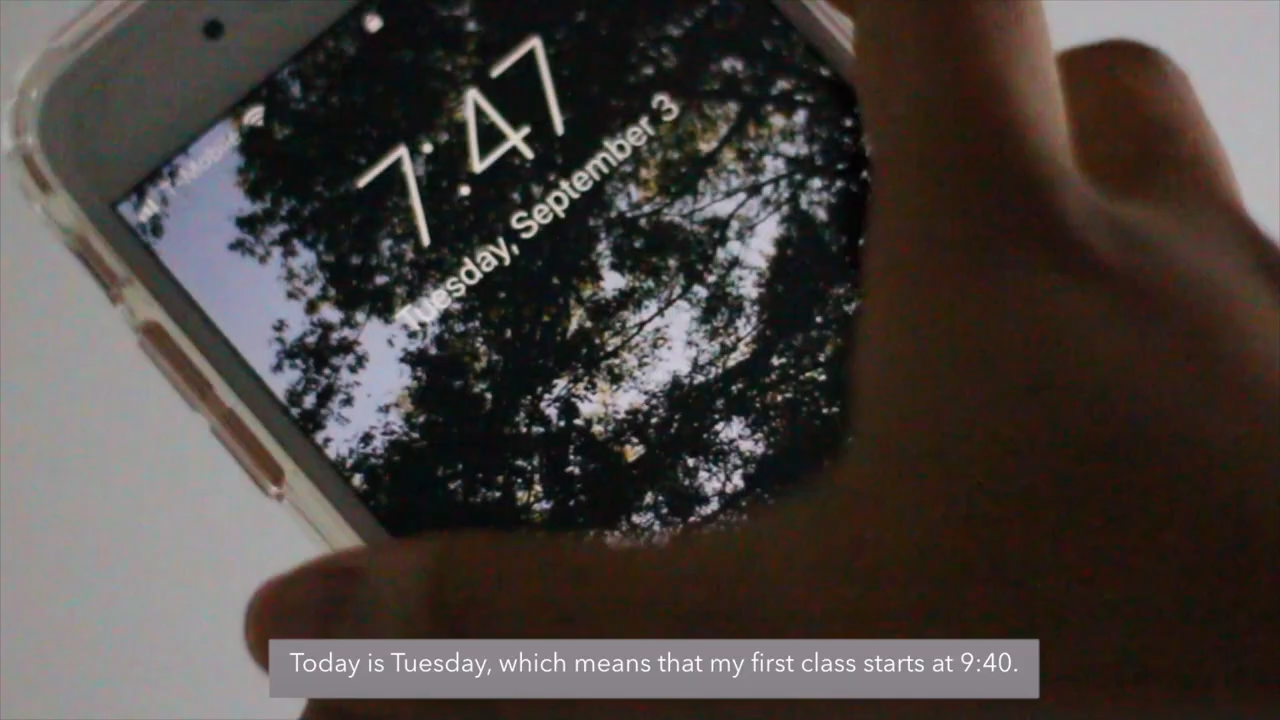 7:47
Tuesday, September 3
Today is Tuesday, which means that my first class starts at 9:40.